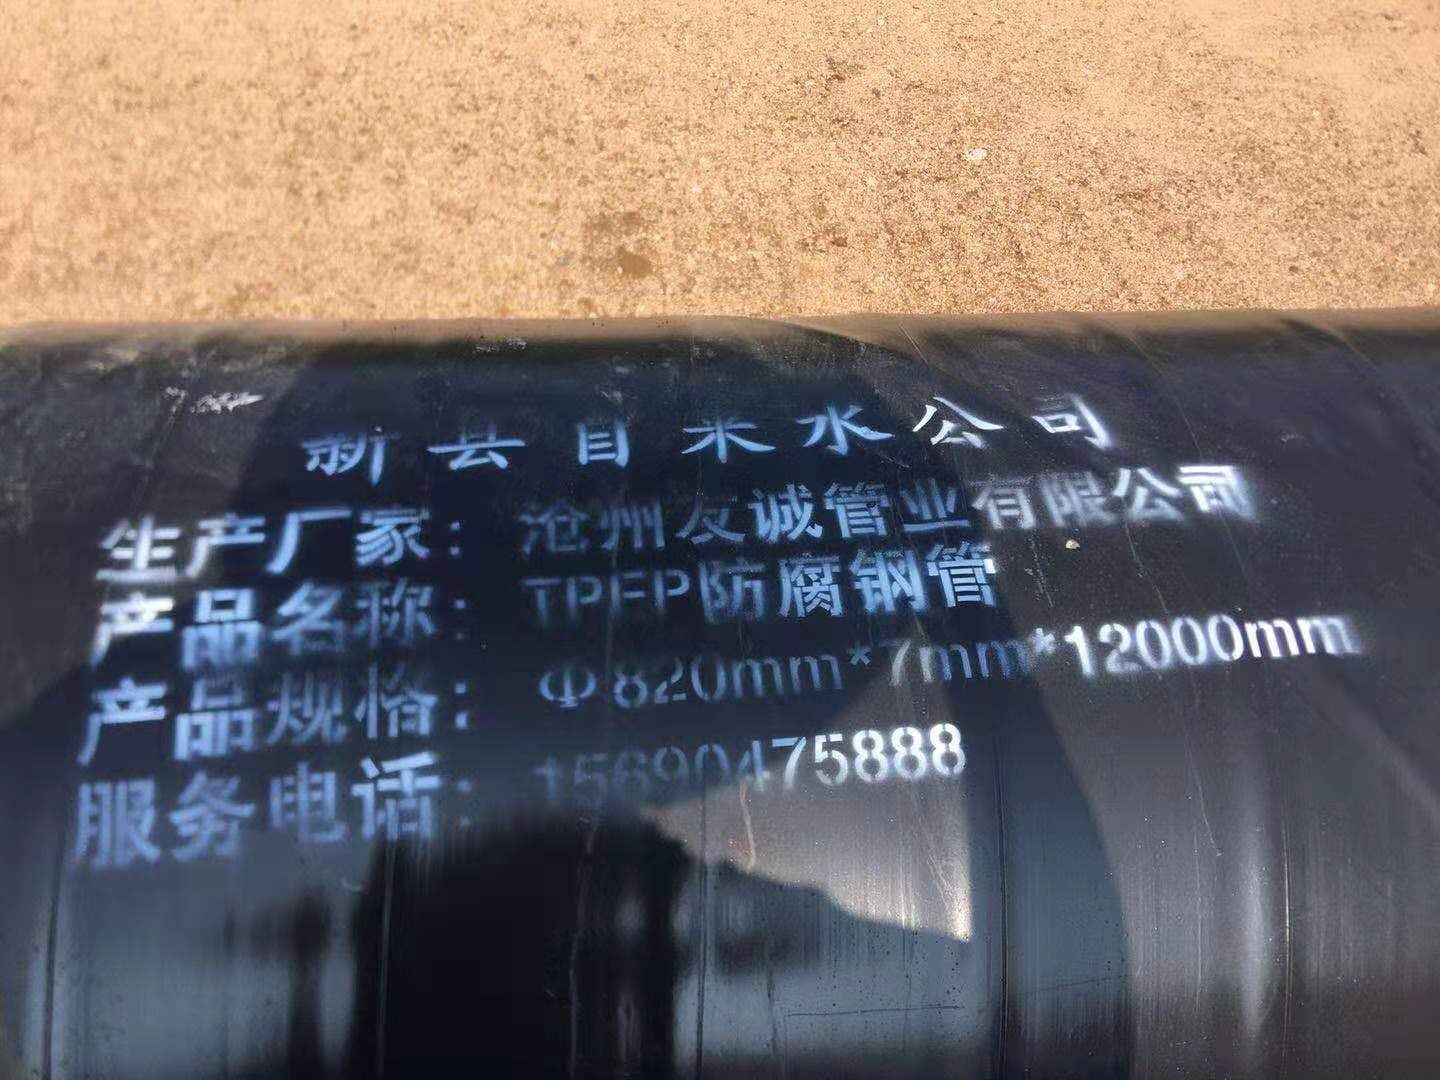 新县自来水公司
生产厂家：沧州友诚管业有限公司
产品名称：TPEP防腐钢管
产品规格：Φ820mm*7mm*12000mm
服务电话：15690475888